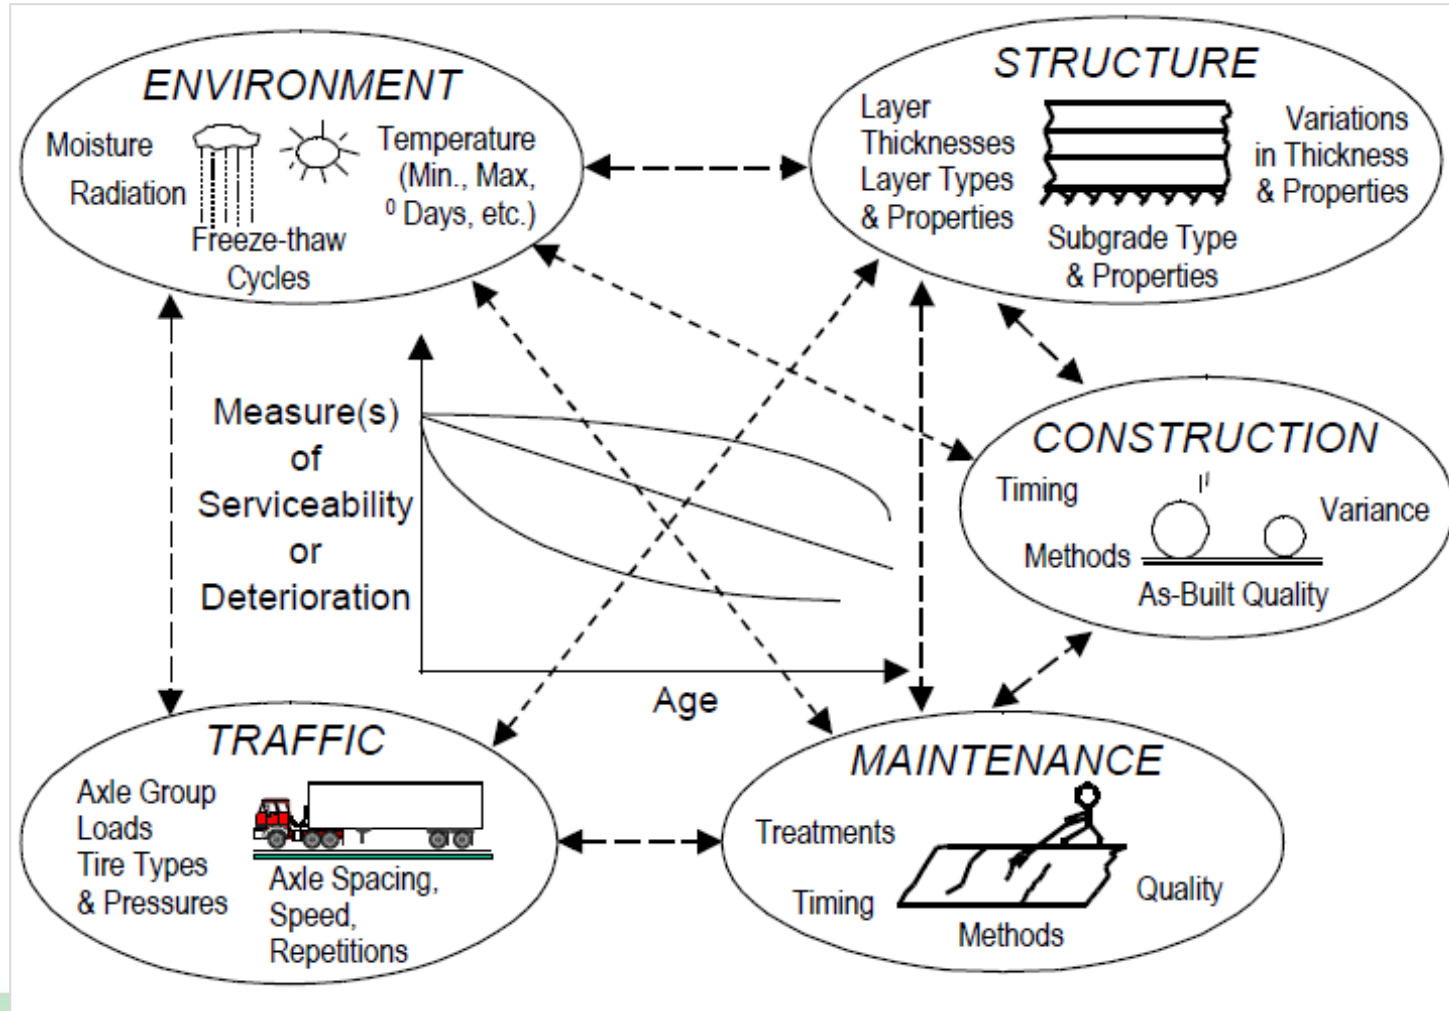 ENVIRONMENT
Moisture
Radiation
Temperature
(Min., Max,
0 Days, etc.)
Freeze-thaw
Cycles
STRUCTURE
Layer
Thicknesses
Layer Types
& Properties
Variations
in Thickness
& Properties
Subgrade Type
& Properties
Measure(s)
of
Serviceability
or
Deterioration
Age
CONSTRUCTION
Timing
Variance
Methods
As-Built Quality
TRAFFIC
Axle Group
Loads
Tire Types
& Pressures
Axle Spacing,
Speed,
Repetitions
MAINTENANCE
Treatments
Timing
Quality
Methods